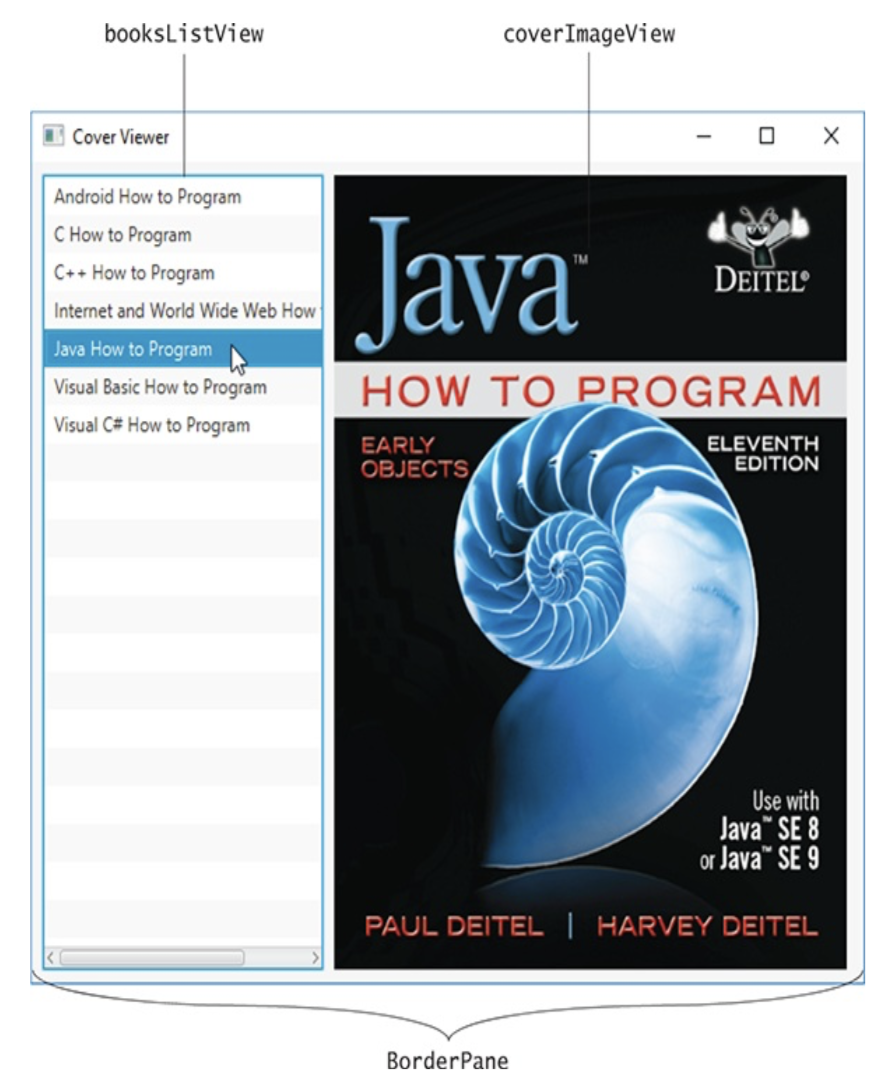 booksListView
coverImageView
Cover Viewer
Android How to Program
C How to Program
C++ How to Program
Internet and World Wide Web How
Java How to Program
Visual Basic How to Program
Visual C# How to Program
Java™
DEITEL®
HOW TO PROGRAM
EARLY
OBJECTS
ELEVENTH
EDITION
Use with
Java™ SE 8
or Java™ SE 9
PAUL DEITEL | HARVEY DEITEL
BorderPane